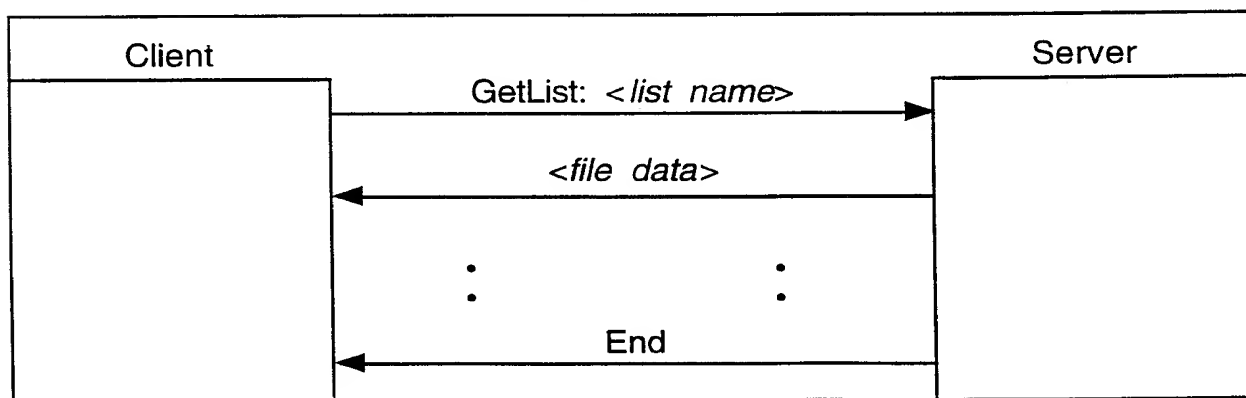 Client
Server
GetList: <list name>
<file data>
:
:
End